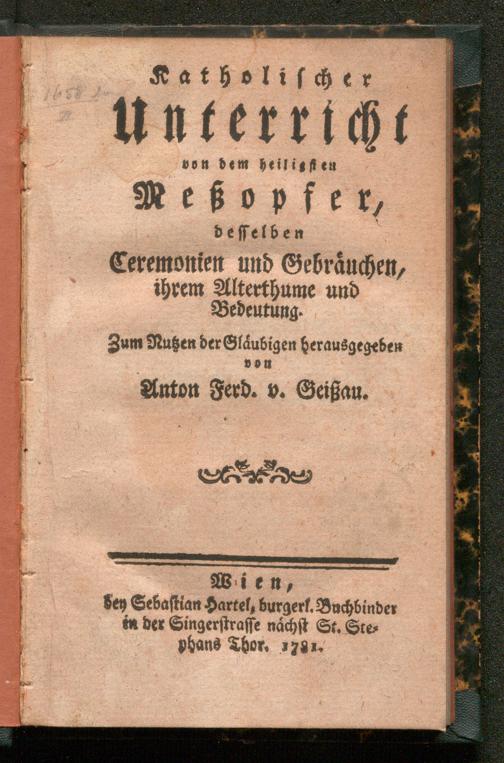 Katholischer
Unterricht
von dem heiligsten
Meßopfer,
desselben
Ceremonien und Gebräuchen,
ihrem Alterthume und
Bedeutung.
Zum Nutzen der Gläubigen herausgegeben
von
Anton Ferd. v. Geißau.
Wien,
bey Sebastian Hartel, burgerl. Buchbinder
in der Singerstrasse nächst St. Ste-
phans Thor. 1781.